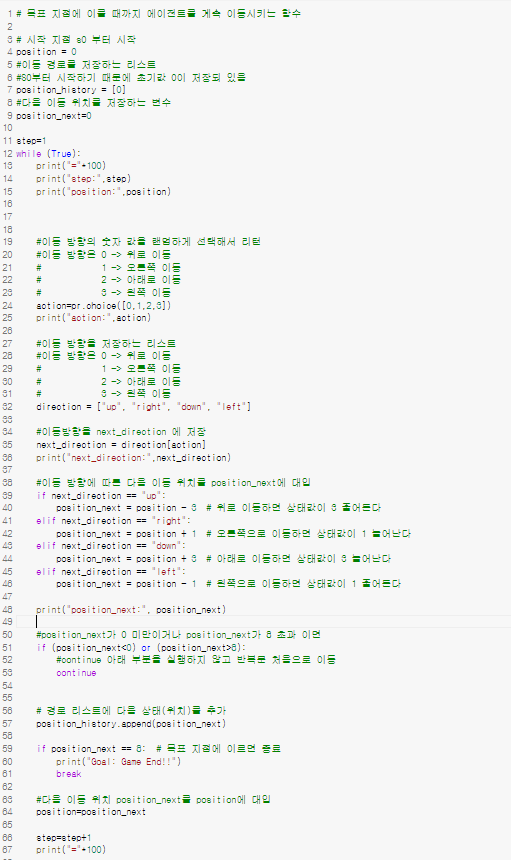 1 # 목표 지점에 이를 때까지 에이전트를 계속 이동시키는 함수
2
3 # 시작 지점 s0 부터 시작
4 position = 0
5 #이동 경로를 저장하는 리스트
6 #S0부터 시작하기 때문에 초기값 0이 저장되 있음
7 position_history = [0]
8 #다음 이동 위치를 저장하는 변수
9 position_next=0
10
11 step=1
12 while (True):
13     print("="*100)
14     print("step:",step)
15     print("position:",position)
16
17
18
19     #이동 방향의 숫자 값을 랜덤하게 선택해서 리턴
20     #이동 방향은 0 -> 위로 이동
21     #            1 -> 오른쪽 이동
22     #            2 -> 아래로 이동
23     #            3 -> 왼쪽 이동
24     action=pr.choice([0,1,2,3])
25     print("action:",action)
26
27     #이동 방향을 저장하는 리스트
28     #이동 방향은 0 -> 위로 이동
29     #            1 -> 오른쪽 이동
30     #            2 -> 아래로 이동
31     #            3 -> 왼쪽 이동
32     direction = ["up", "right", "down", "left"]
33
34     #이동방향을 next_direction 에 저장
35     next_direction = direction[action]
36     print("next_direction:",next_direction)
37
38     #이동 방향에 따른 다음 이동 위치를 position_next에 대입
39     if next_direction == "up":
40         position_next = position - 3  # 위로 이동하면 상태값이 3 줄어든다
41     elif next_direction == "right":
42         position_next = position + 1  # 오른쪽으로 이동하면 상태값이 1 늘어난다
43     elif next_direction == "down":
44         position_next = position + 3  # 아래로 이동하면 상태값이 3 늘어난다
45     elif next_direction == "left":
46         position_next = position - 1  # 왼쪽으로 이동하면 상태값이 1 줄어든다
47
48     print("position_next:", position_next)
49
50     #position_next가 0 미만이거나 position_next가 8 초과 이면
51     if (position_next<0) or (position_next>8):
52         #continue 아래 부분을 실행하지 않고 반복문 처음으로 이동
53         continue
54
55
56     # 경로 리스트에 다음 상태(위치)를 추가
57     position_history.append(position_next)
58
59     if position_next == 8:  # 목표 지점에 이르면 종료
60         print("Goal: Game End!!")
61         break
62
63     #다음 이동 위치 position_next을 position에 대입
64     position=position_next
65
66     step=step+1
67     print("="*100)